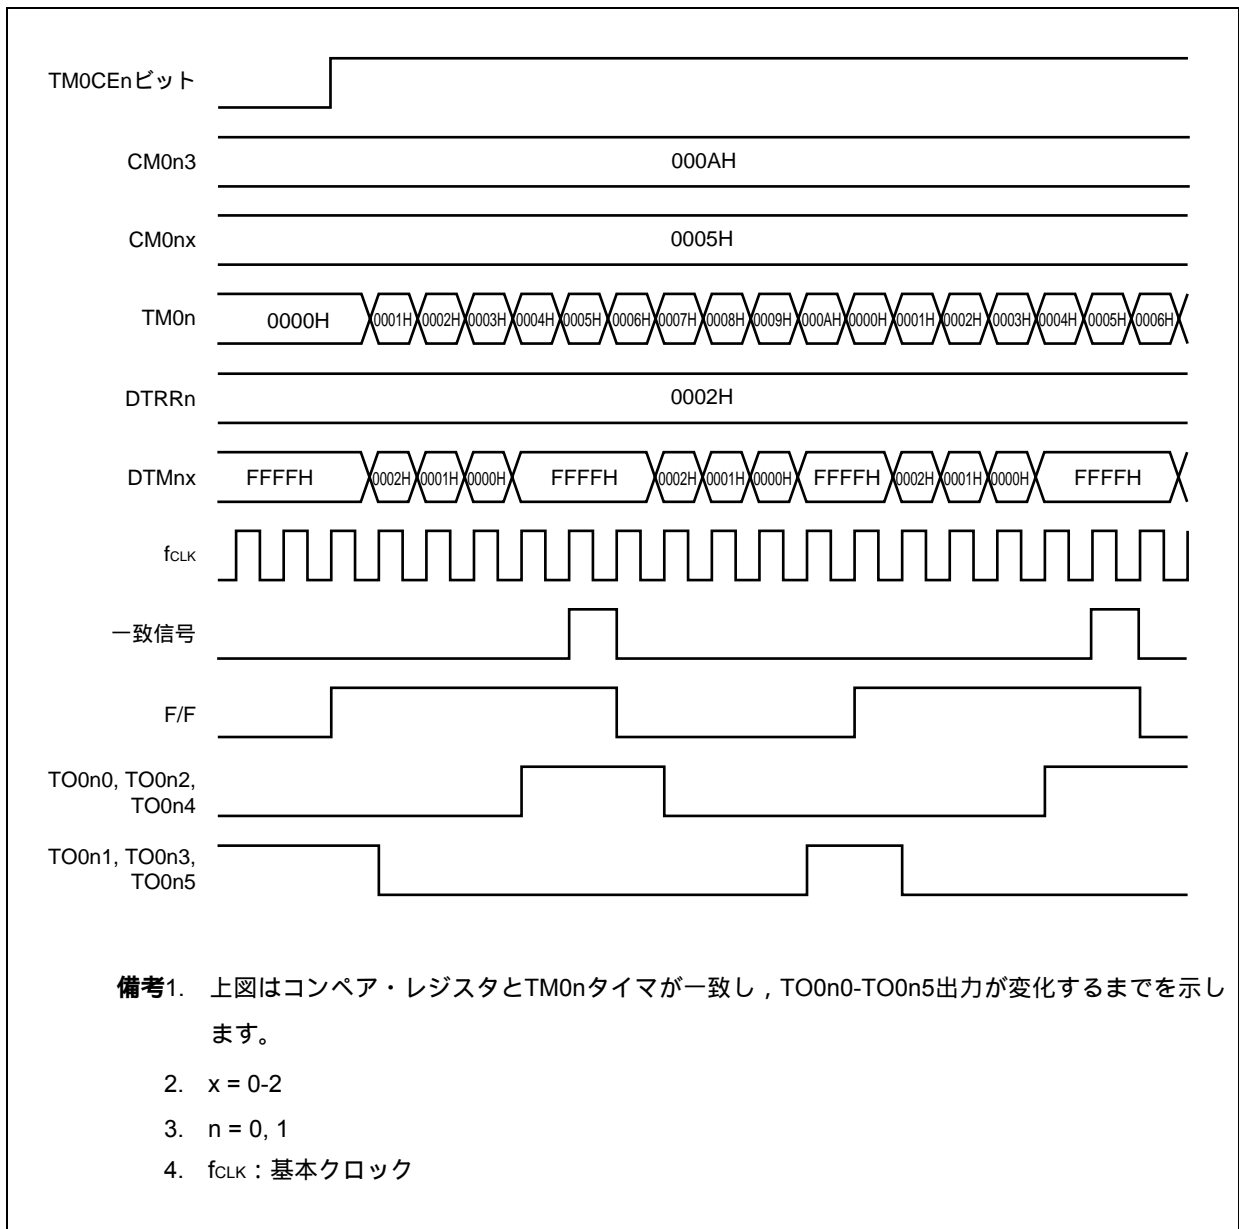 TM0CEnビット
CM0n3
000AH
CM0nx
0005H
TM0n
0000H 0001H 0002H 0003H 0004H 0005H 0006H 0007H 0008H 0009H 000AH 0000H 0001H 0002H 0003H 0004H 0005H 0006H
DTRRn
0002H
DTMnx
FFFFH 0002H 0001H 0000H FFFFH 0002H 0001H 0000H FFFFH 0002H 0001H 0000H FFFFH
fCLK
一致信号
F/F
TO0n0, TO0n2,
TO0n4
TO0n1, TO0n3,
TO0n5
備考1. 上図はコンペア・レジスタとTM0nタイマが一致し，TO0n0-TO0n5出力が変化するまでを示し
ます。
2. x = 0-2
3. n = 0, 1
4. fCLK：基本クロック